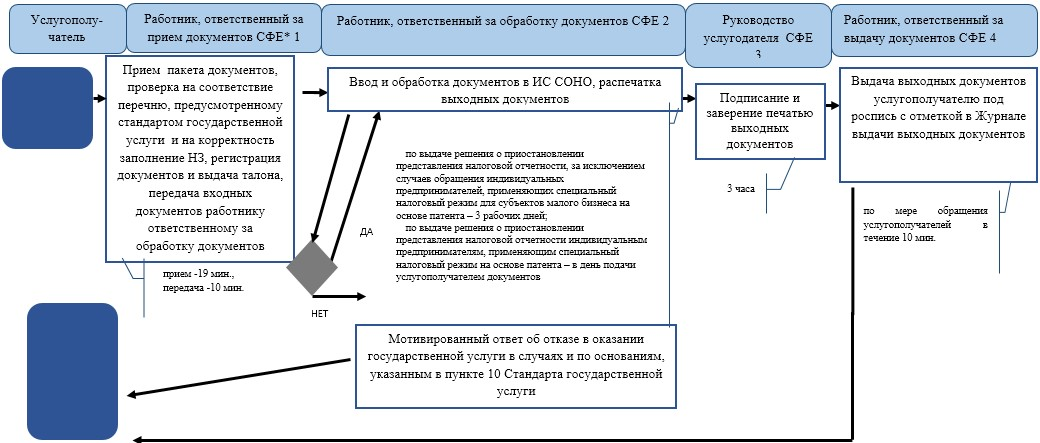 Услугополу-
чатель
Работник, ответственный за
прием документов СФЕ* 1
Работник, ответственный за обработку документов СФЕ 2
Руководство
услугодателя СФЕ
3
Работник, ответственный за
выдачу документов СФЕ 4
Прием пакета документов,
проверка на соответствие
перечню, предусмотренному
стандартом государственной
услуги и на корректность
заполнение НЗ, регистрация
документов и выдача талона,
передача входных
документов работнику
ответственному за
обработку документов
прием -19 мин.,
передача -10 мин.
Ввод и обработка документов в ИС СОНО, распечатка
выходных документов
по выдаче решения о приостановлении
представления налоговой отчетности, за исключением
случаев обращения индивидуальных
предпринимателей, применяющих специальный
налоговый режим для субъектов малого бизнеса на
основе патента – 3 рабочих дней;
по выдаче решения о приостановлении
представления налоговой отчетности индивидуальным
предпринимателям, применяющим специальный
налоговый режим на основе патента – в день подачи
услугополучателем документов
ДА
НЕТ
Мотивированный ответ об отказе в оказании
государственной услуги в случаях и по основаниям,
указанным в пункте 10 Стандарта государственной
услуги
Подписание и
заверение печатью
выходных
документов
3 часа
Выдача выходных документов
услугополучателю под
роспись с отметкой в Журнале
выдачи выходных документов
по мере обращения
услугополучателей в
течение 10 мин.